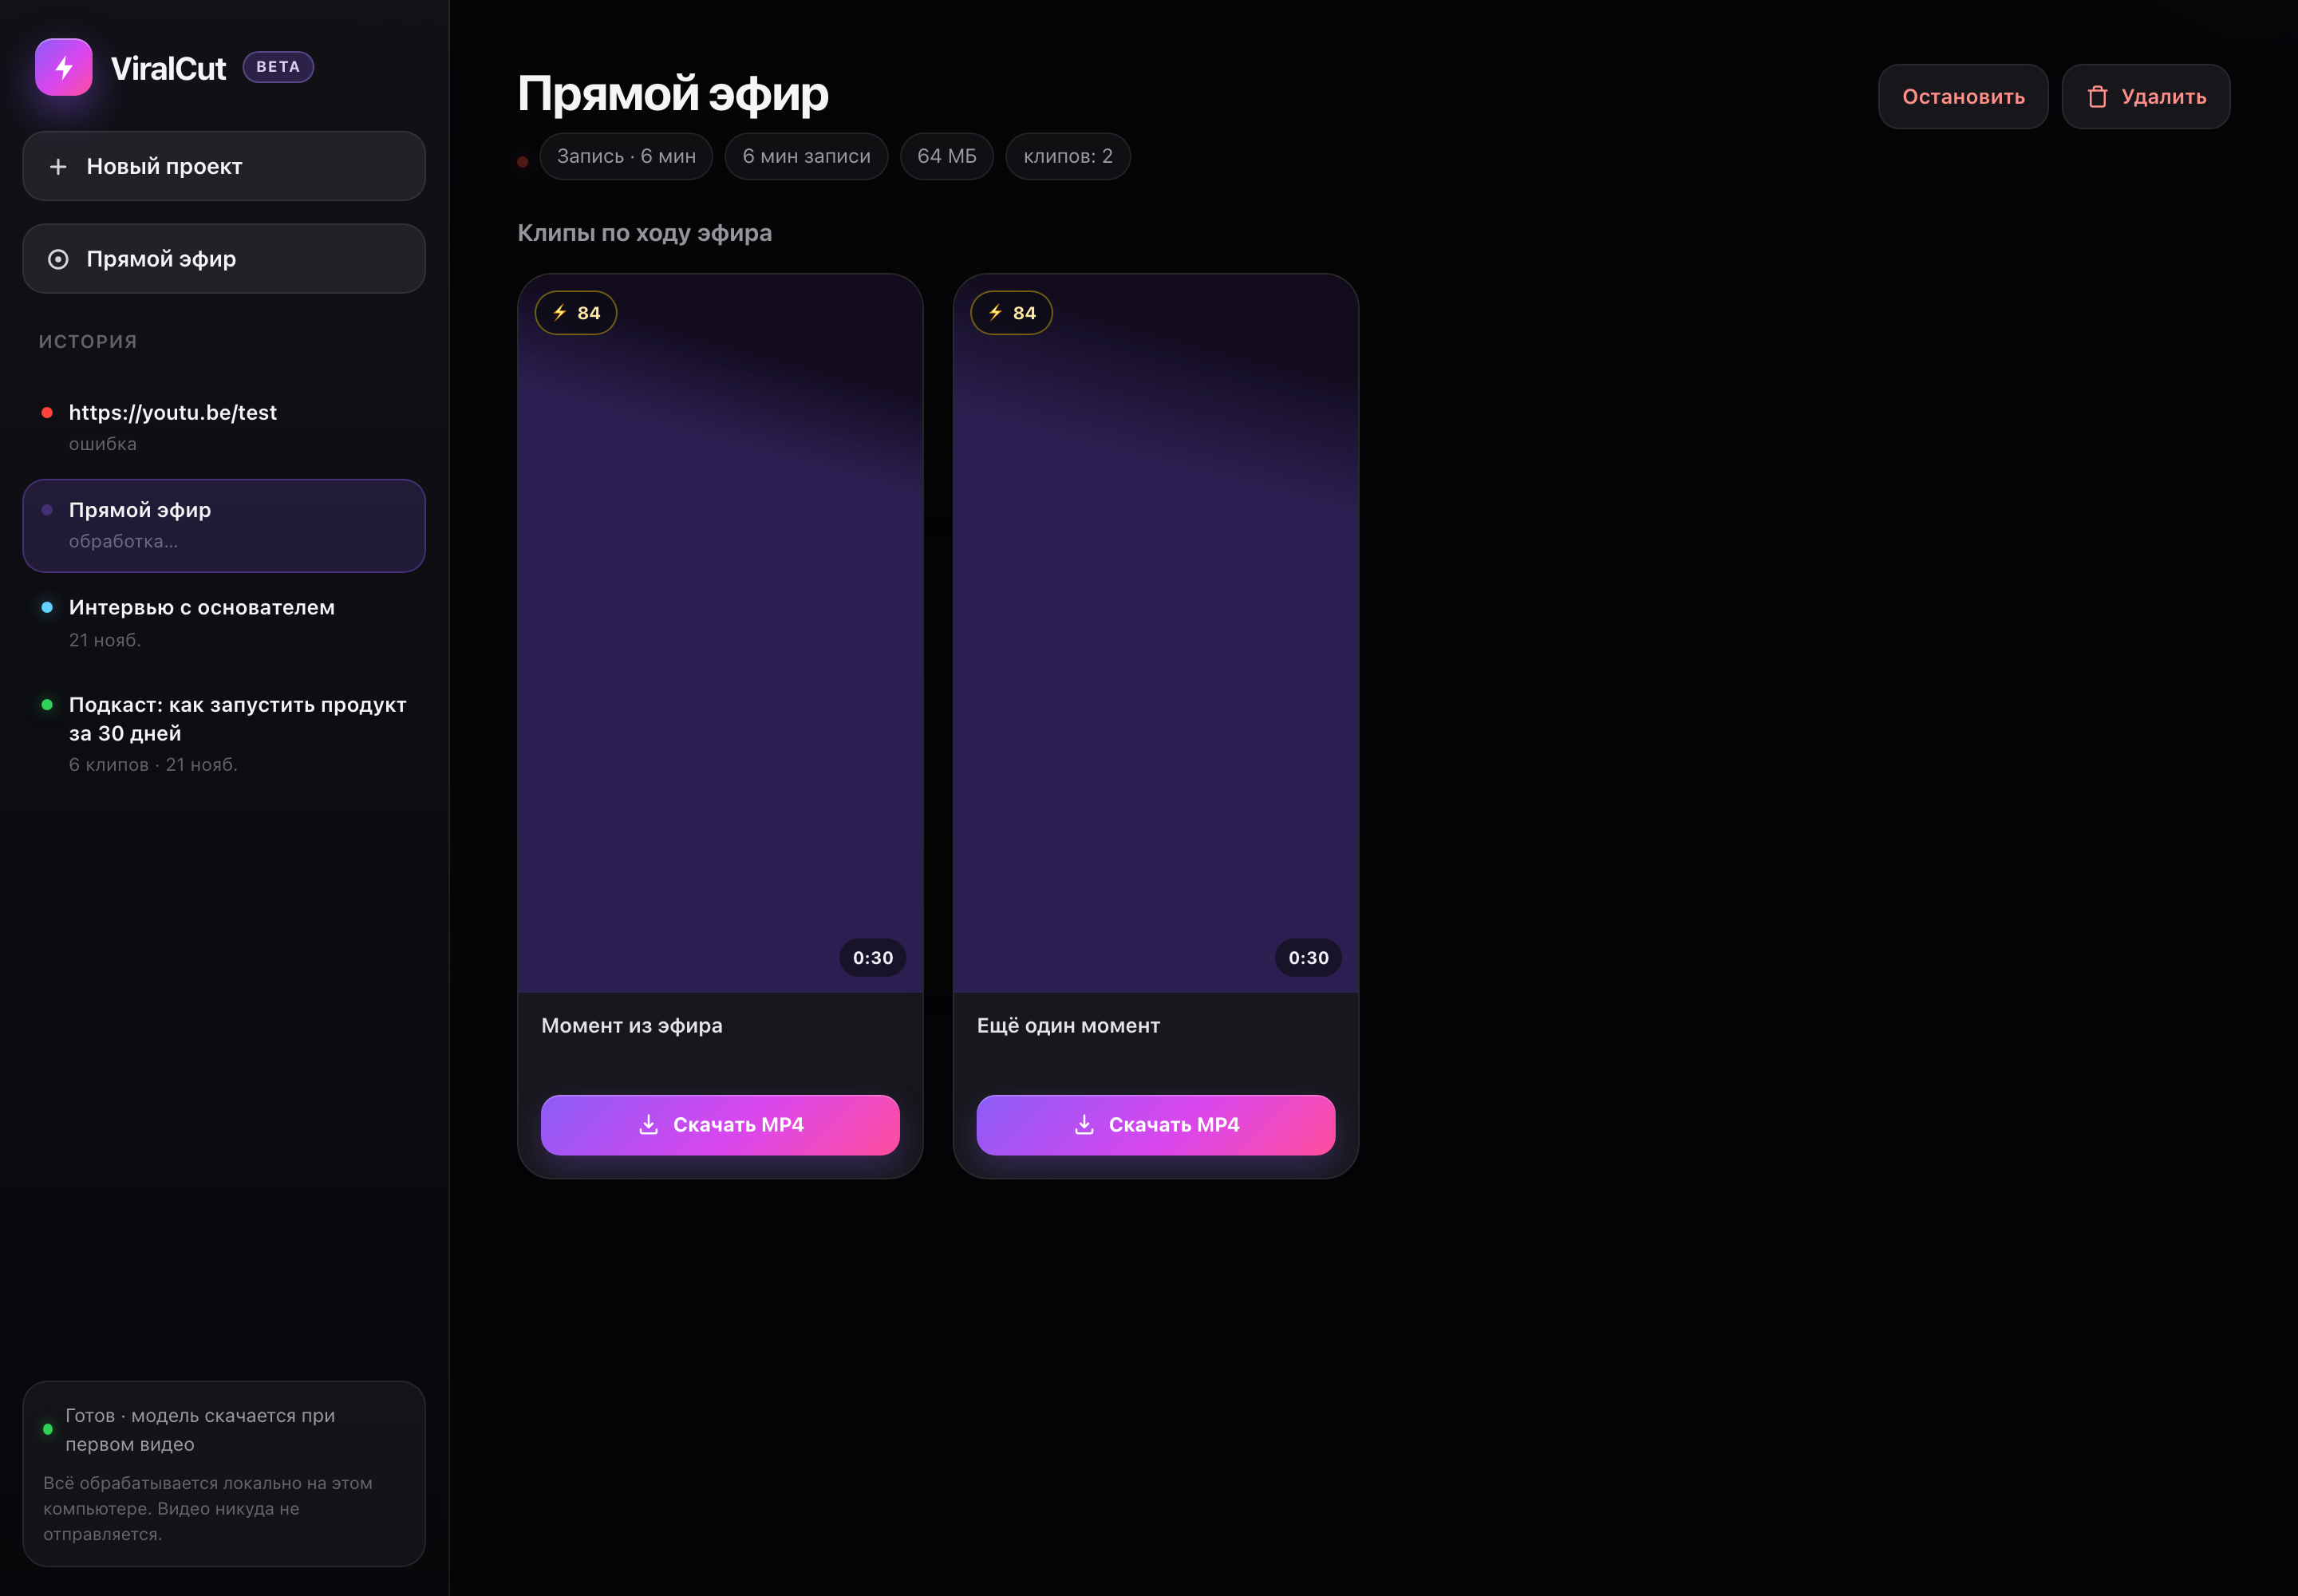 ViralCut BETA
Новый проект
Прямой эфир
ИСТОРИЯ
https://youtu.be/test
ошибка
Прямой эфир
обработка...
Интервью с основателем
21 нояб.
Подкаст: как запустить продукт
за 30 дней
6 клипов · 21 нояб.
Готов · модель скачается при
первом видео
Всё обрабатывается локально на этом
компьютере. Видео никуда не
отправляется.
Прямой эфир
Остановить
Удалить
Запись · 6 мин
6 мин записи
64 МБ
клипов: 2
Клипы по ходу эфира
84
0:30
Момент из эфира
Скачать MP4
84
0:30
Ещё один момент
Скачать MP4